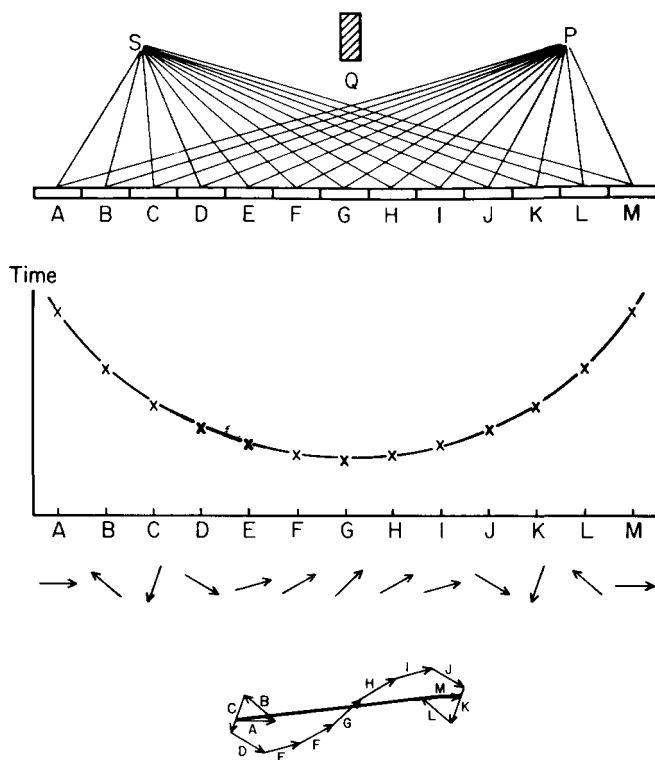 S P
Q
A B C D E F G H I J K L M
Time
A B C D E F G H I J K L M
H I J
C B M
A G L K
D E F